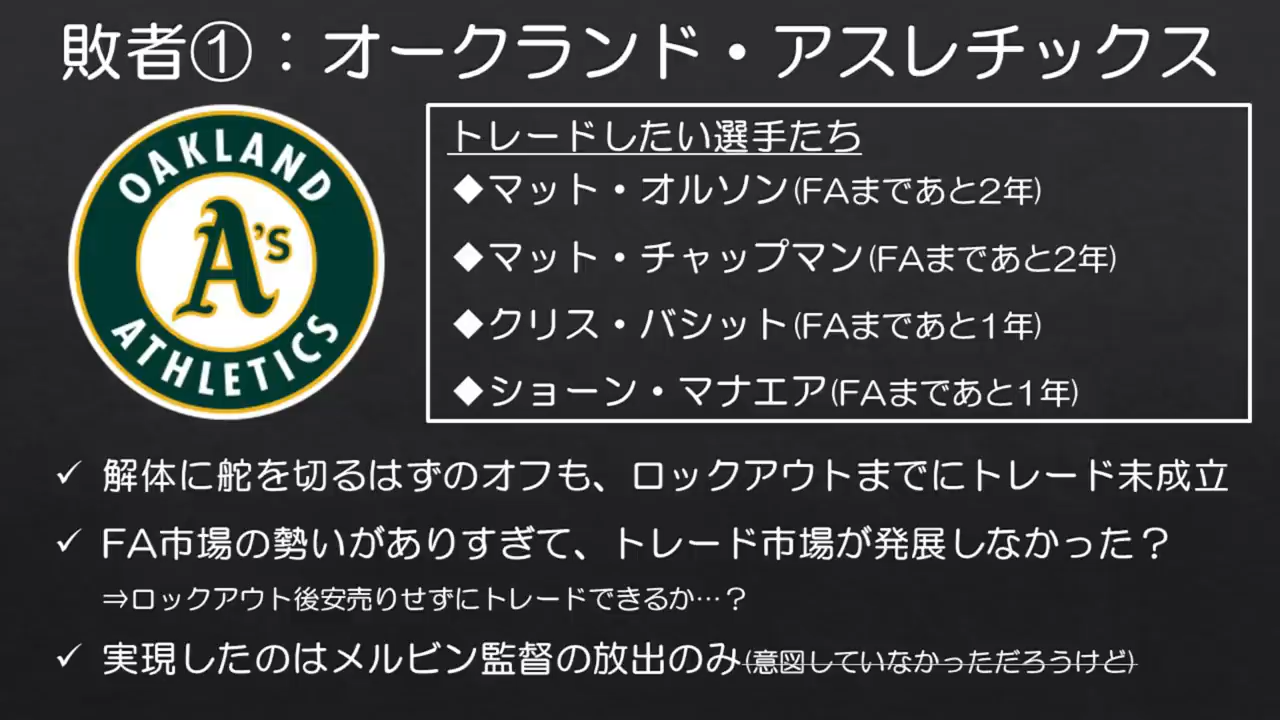 敗者①：オークランド・アスレチックス
OAKLAND
A's
ATHLETICS
トレードしたい選手たち
◆マット・オルソン(FAまであと2年)
◆マット・チャップマン(FAまであと2年)
◆クリス・バシット(FAまであと1年)
◆ショーン・マナエア(FAまであと1年)
✓ 解体に舵を切るはずのオフも、ロックアウトまでにトレード未成立
✓ FA市場の勢いがありすぎて、トレード市場が発展しなかった？
⇒ロックアウト後安売りせずにトレードできるか…？
✓ 実現したのはメルビン監督の放出のみ(意図していなかっただろうけど)